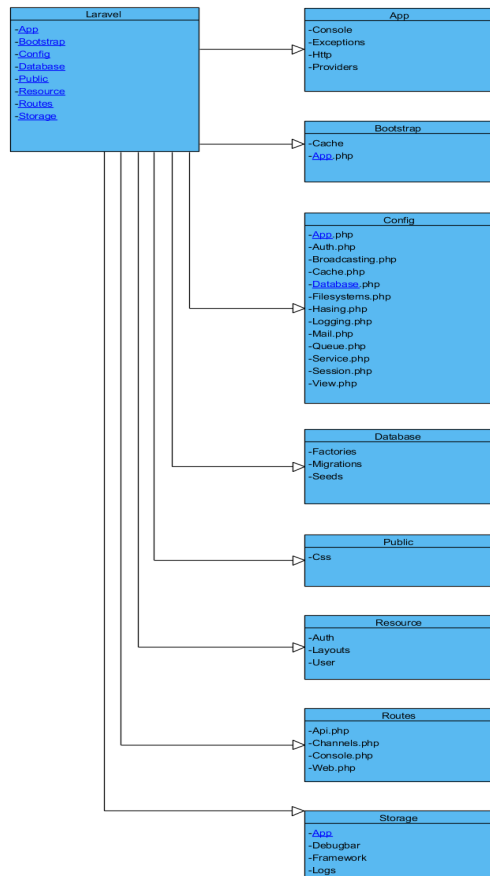 Laravel
-App
-Bootstrap
-Config
-Database
-Public
-Resource
-Routes
-Storage
App
-Console
-Exceptions
-Http
-Providers
Bootstrap
-Cache
-App.php
Config
-App.php
-Auth.php
-Broadcasting.php
-Cache.php
-Database.php
-Filesystems.php
-Hasing.php
-Logging.php
-Mail.php
-Queue.php
-Service.php
-Session.php
-View.php
Database
-Factories
-Migrations
-Seeds
Public
-Css
Resource
-Auth
-Layouts
-User
Routes
-Api.php
-Channels.php
-Console.php
-Web.php
Storage
-App
-Debugbar
-Framework
-Logs